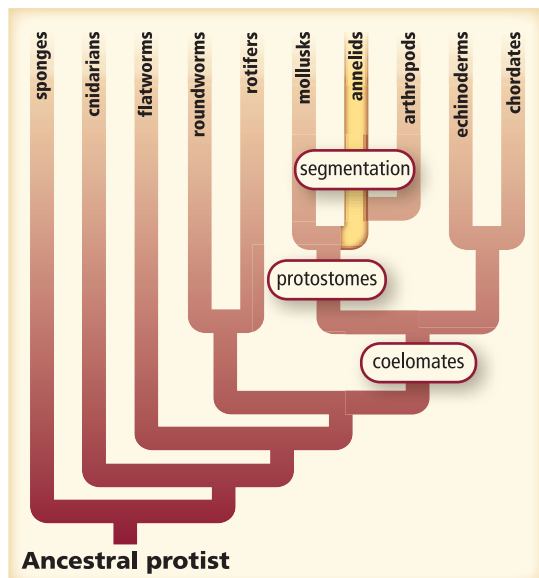 sponges
cnidarians
flatworms
roundworms
rotifers
mollusks
annelids
arthropods
echinoderms
chordates
segmentation
protostomes
coelomates
Ancestral protist